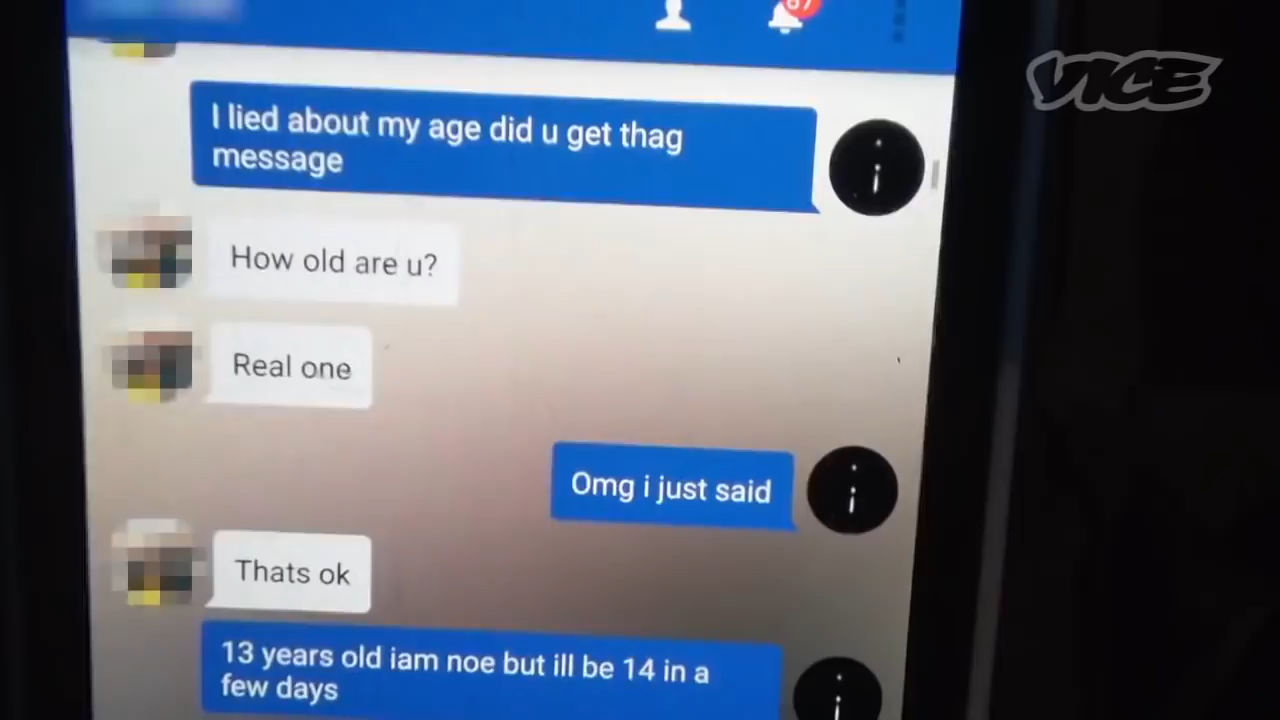 VICE
I lied about my age did u get thag
message
How old are u?
Real one
Omg i just said
Thats ok
13 years old iam noe but ill be 14 in a
few days